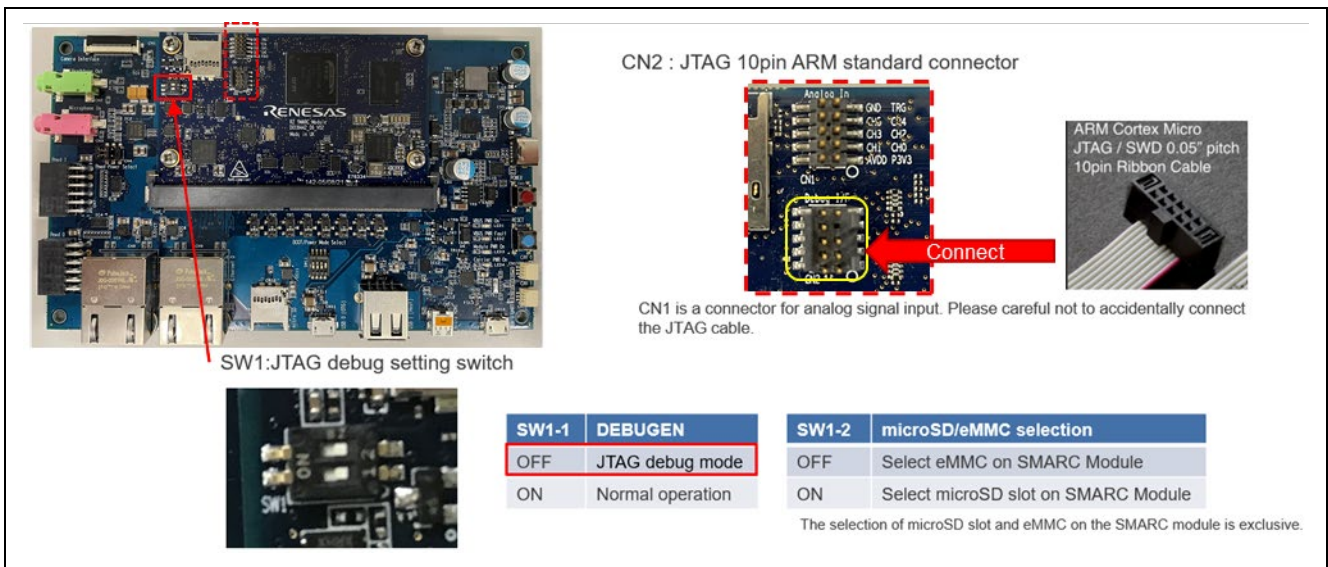 CN2 : JTAG 10pin ARM standard connector
RENESAS
Analog In
GND TRG
CH5 CH4
CH3 CH2
CH1 CH0
AVDD P3V3
CN1
Debug I/F
CN2
ARM Cortex Micro
JTAG / SWD 0.05" pitch
10pin Ribbon Cable
Connect
CN1 is a connector for analog signal input. Please careful not to accidentally connect
the JTAG cable.
SW1:JTAG debug setting switch
ON
1 2
SW1
SW1-1 DEBUGEN
OFF JTAG debug mode
ON Normal operation
SW1-2 microSD/eMMC selection
OFF Select eMMC on SMARC Module
ON Select microSD slot on SMARC Module
The selection of microSD slot and eMMC on the SMARC module is exclusive.